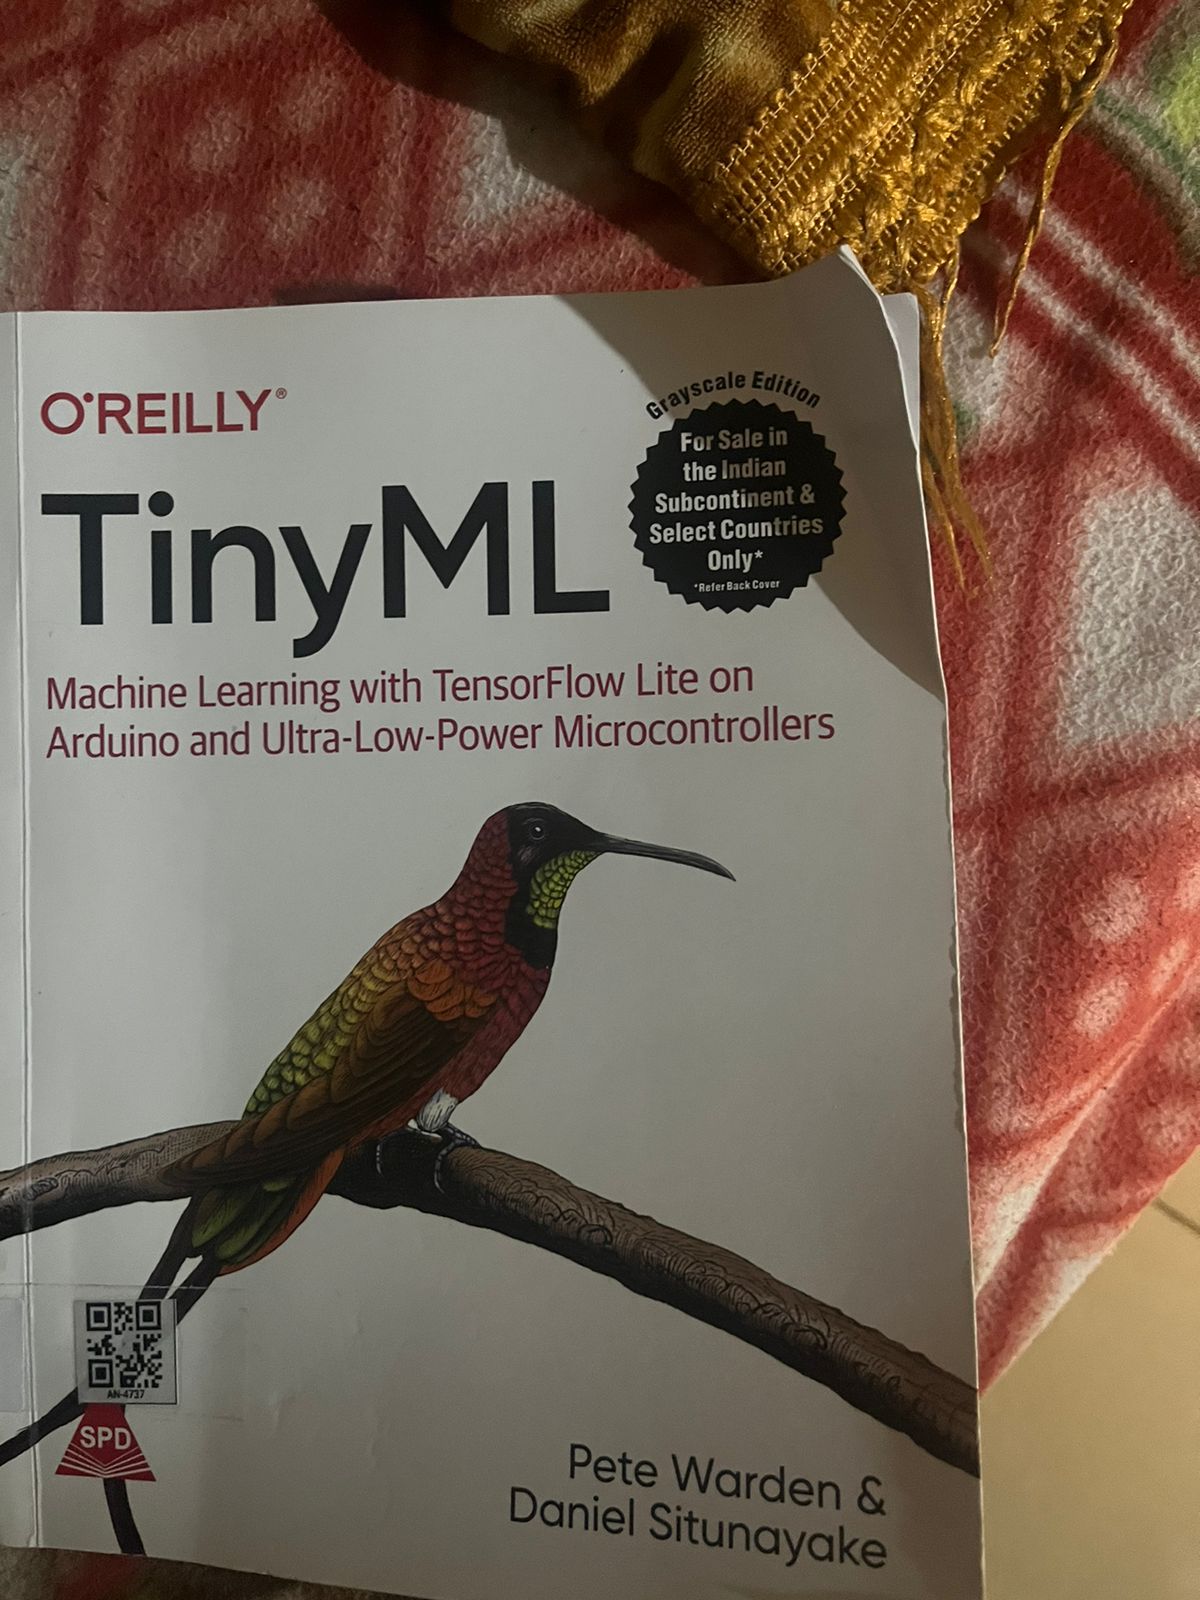 O'REILLY®
Grayscale Edition
For Sale in
the Indian
Subcontinent &
Select Countries
Only*
*Refer Back Cover
TinyML
Machine Learning with TensorFlow Lite on
Arduino and Ultra-Low-Power Microcontrollers
AN-4737
SPD
Pete Warden &
Daniel Situnayake